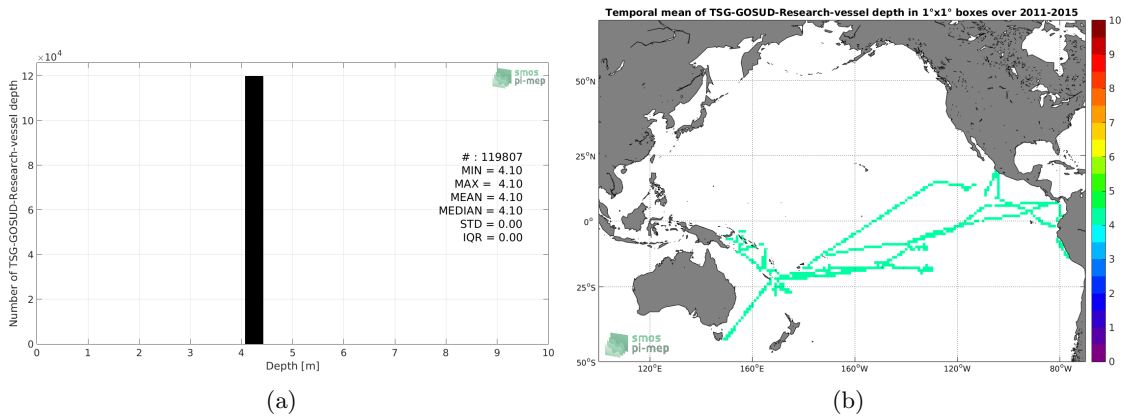 ×10⁴
12
10
8
6
4
2
0
Number of TSG-GOSUD-Research-vessel depth
smos
pi-mep
# : 119807
MIN = 4.10
MAX = 4.10
MEAN = 4.10
MEDIAN = 4.10
STD = 0.00
IQR = 0.00
0 1 2 3 4 5 6 7 8 9 10
Depth [m]
(a)
Temporal mean of TSG-GOSUD-Research-vessel depth in 1°x1° boxes over 2011-2015
50°N
25°N
0°
25°S
50°S
120°E 160°E 160°W 120°W 80°W
smos
pi-mep
10
9
8
7
6
5
4
3
2
1
0
(b)